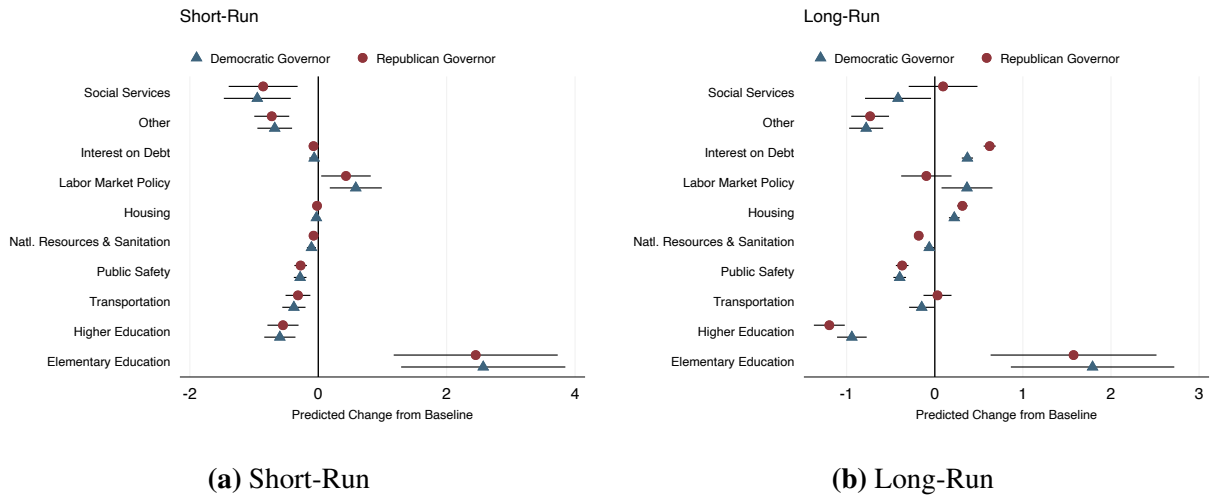 Short-Run
Democratic Governor Republican Governor
Social Services
Other
Interest on Debt
Labor Market Policy
Housing
Natl. Resources & Sanitation
Public Safety
Transportation
Higher Education
Elementary Education
-2 0 2 4
Predicted Change from Baseline
(a) Short-Run
Long-Run
Democratic Governor Republican Governor
Social Services
Other
Interest on Debt
Labor Market Policy
Housing
Natl. Resources & Sanitation
Public Safety
Transportation
Higher Education
Elementary Education
-1 0 1 2 3
Predicted Change from Baseline
(b) Long-Run